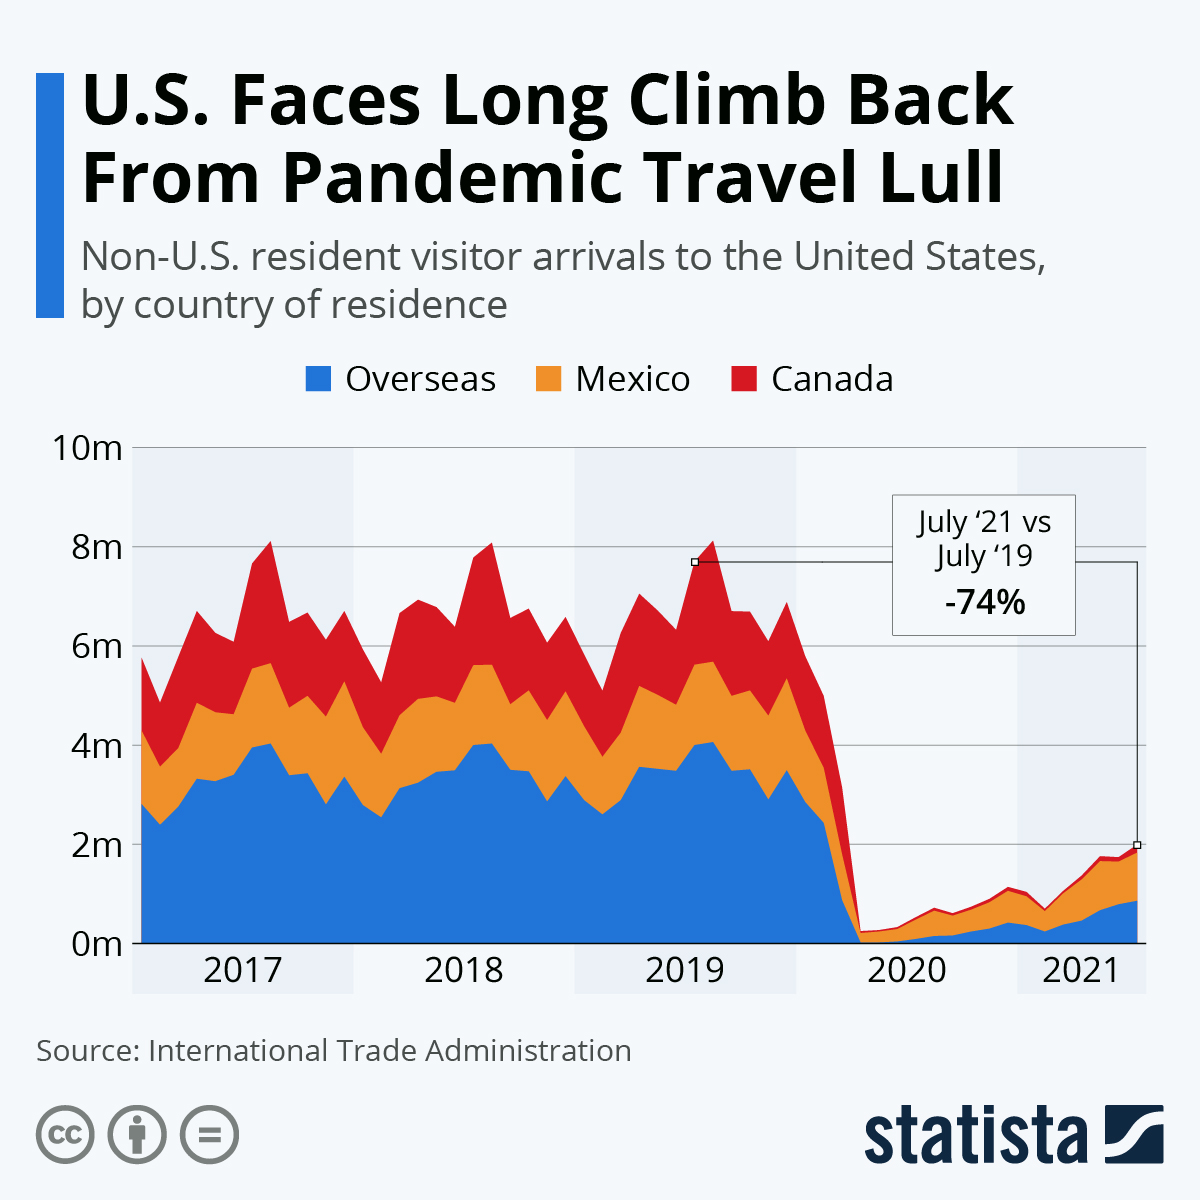 U.S. Faces Long Climb Back
From Pandemic Travel Lull
Non-U.S. resident visitor arrivals to the United States,
by country of residence
Overseas Mexico Canada
10m
8m
6m
4m
2m
0m
July ‘21 vs
July ‘19
-74%
2017 2018 2019 2020 2021
Source: International Trade Administration
cc
statista